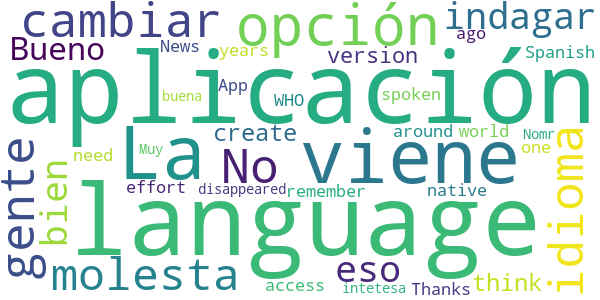 cambiar opción indagar
Bueno News years version ago Spanish
aplicación
App buena WHO spoken
La No viene create around world Nomr one
gente bien need Muy idioma
effort disappeared remember native
language
molesta eso think
access intetesa Thanks